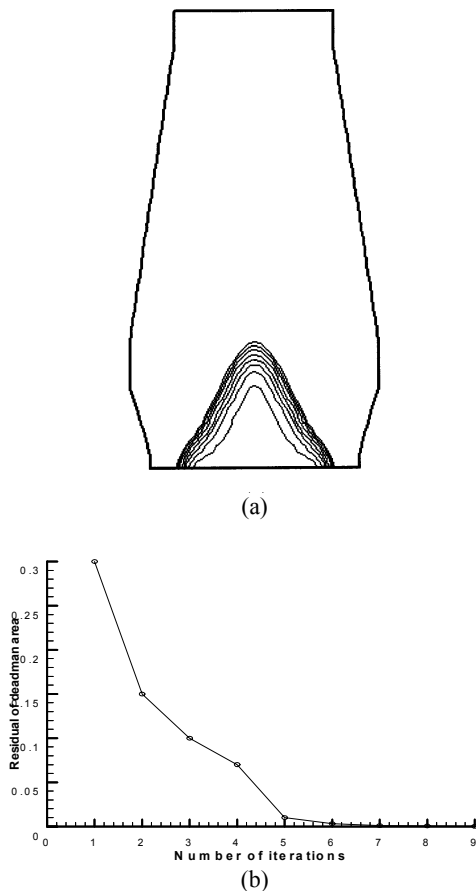 (a)
0.3
0.25
0.2
0.15
0.1
0.05
0
Residual of deadman area
0 1 2 3 4 5 6 7 8 9
Number of iterations
(b)